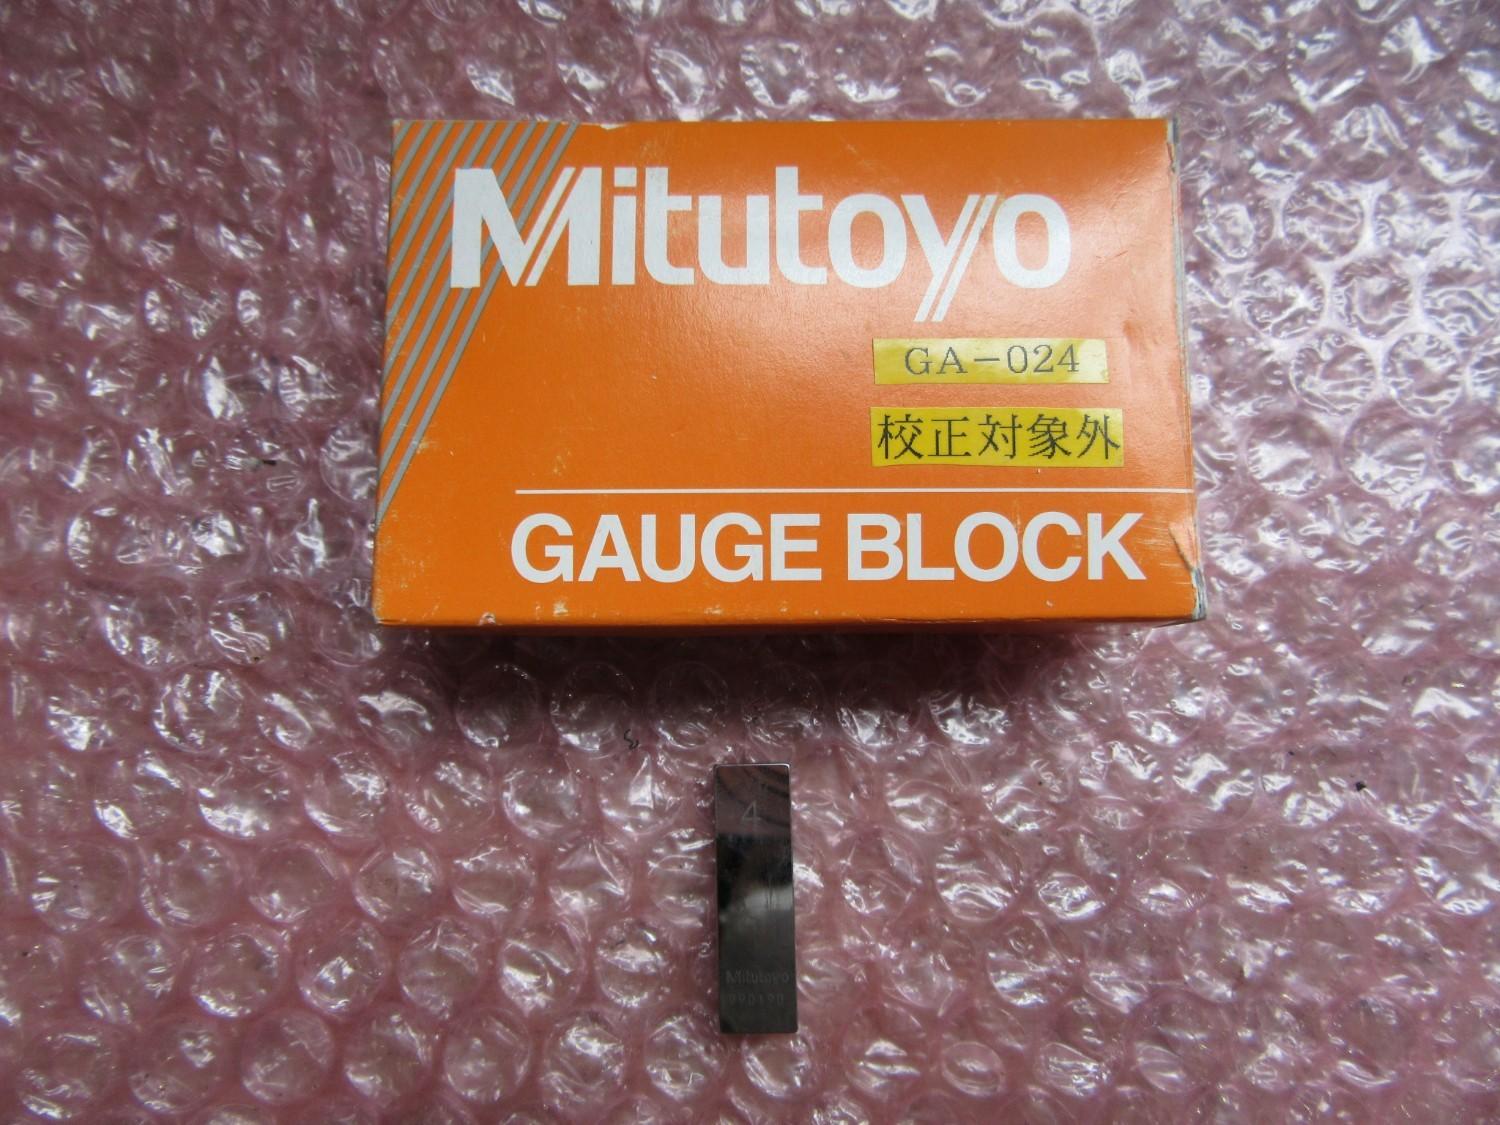 Mitutoyo
GA-024
校正対象外
GAUGE BLOCK
4
Mitutoyo